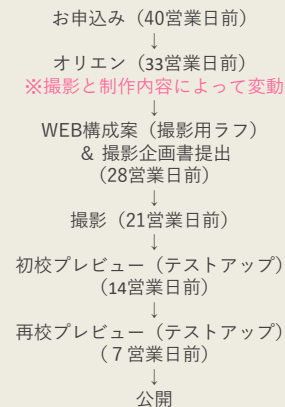 お申込み（40営業日前）
↓
オリエン（33営業日前）
※撮影と制作内容によって変動
↓
WEB構成案（撮影用ラフ）
& 撮影企画書提出
（28営業日前）
↓
撮影（21営業日前）
↓
初校プレビュー（テストアップ）
（14営業日前）
↓
再校プレビュー（テストアップ）
（７営業日前）
↓
公開